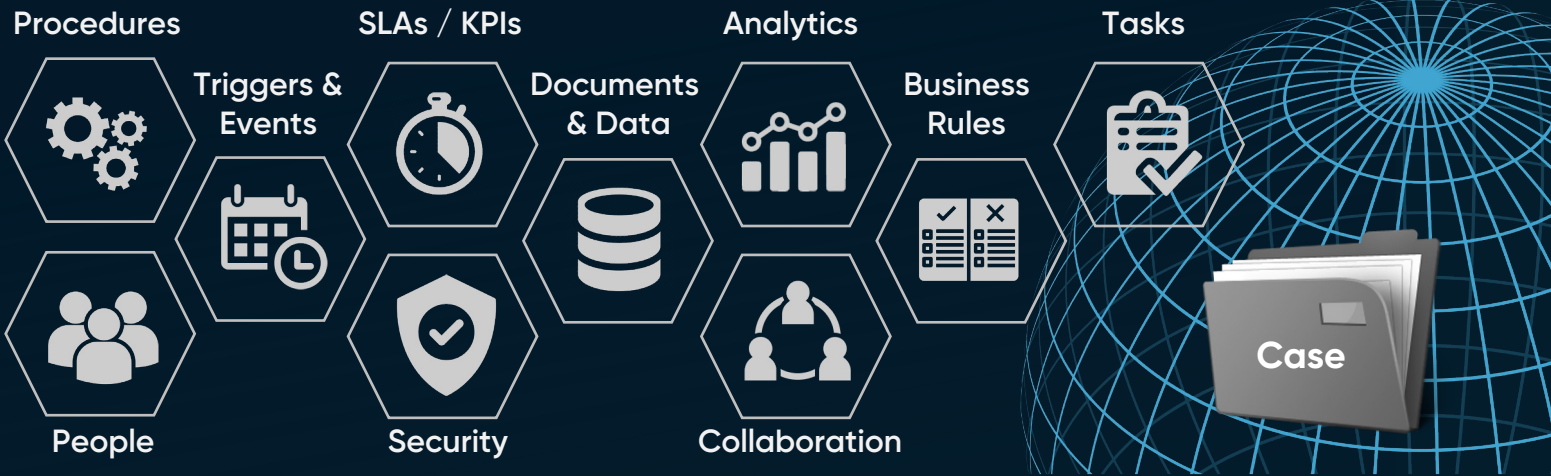 Procedures
SLAs / KPIs
Analytics
Tasks
Triggers &
Events
Documents
& Data
Business
Rules
Case
People
Security
Collaboration